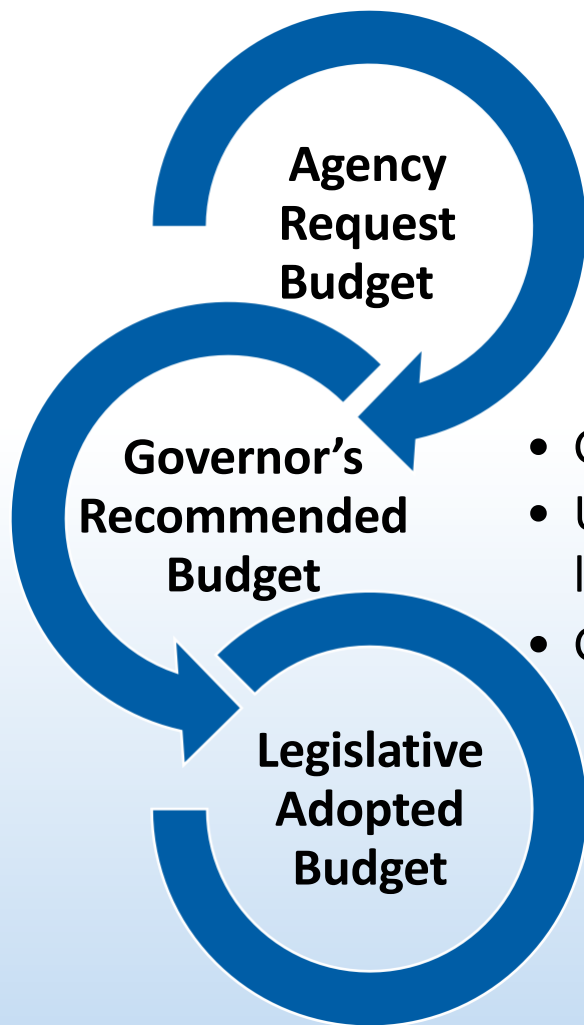 Agency
Request
Budget
Governor’s
Recommended
Budget
Legislative
Adopted
Budget